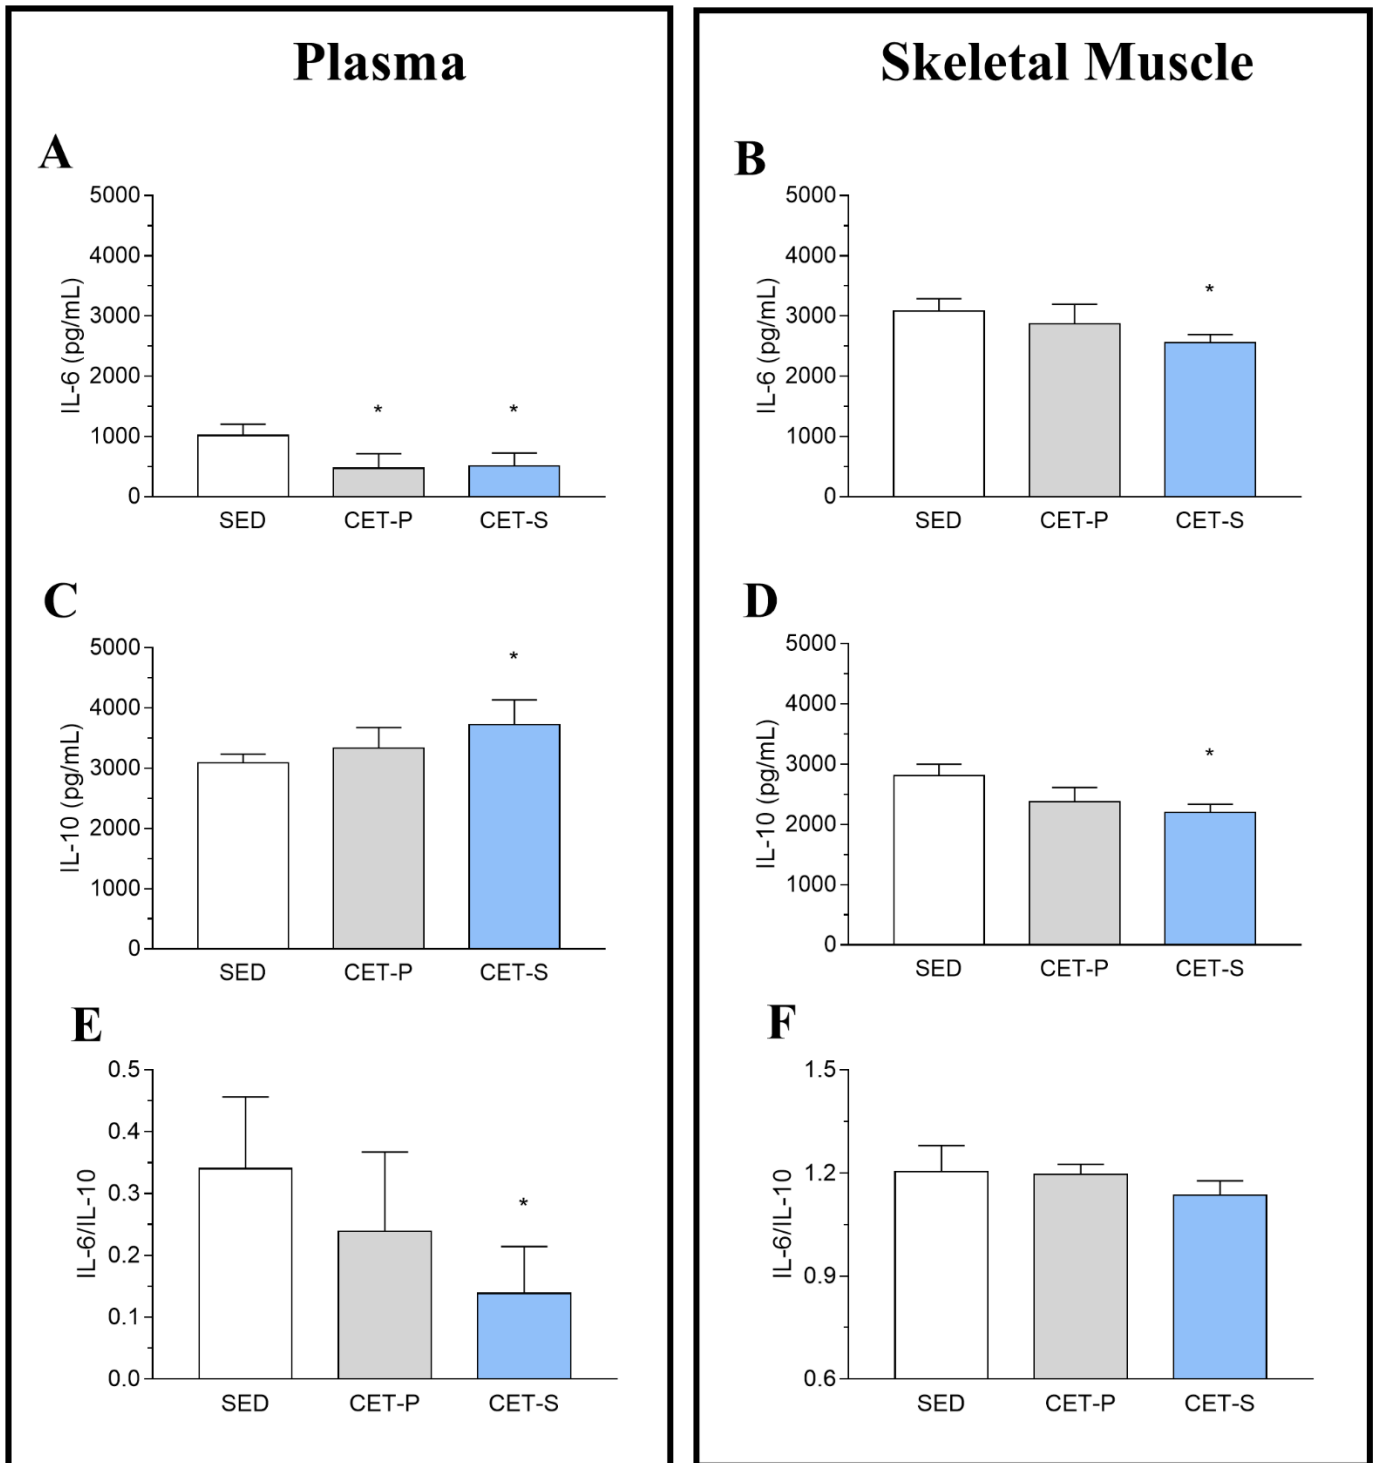 Plasma
A
5000
4000
3000
2000
1000
0
IL-6 (pg/mL)
*
*
SED CET-P CET-S
C
5000
4000
3000
2000
1000
0
IL-10 (pg/mL)
*
SED CET-P CET-S
E
0.5
0.4
0.3
0.2
0.1
0.0
IL-6/IL-10
*
SED CET-P CET-S
Skeletal Muscle
B
5000
4000
3000
2000
1000
0
IL-6 (pg/mL)
*
SED CET-P CET-S
D
5000
4000
3000
2000
1000
0
IL-10 (pg/mL)
*
SED CET-P CET-S
F
1.5
1.2
0.9
0.6
IL-6/IL-10
SED CET-P CET-S